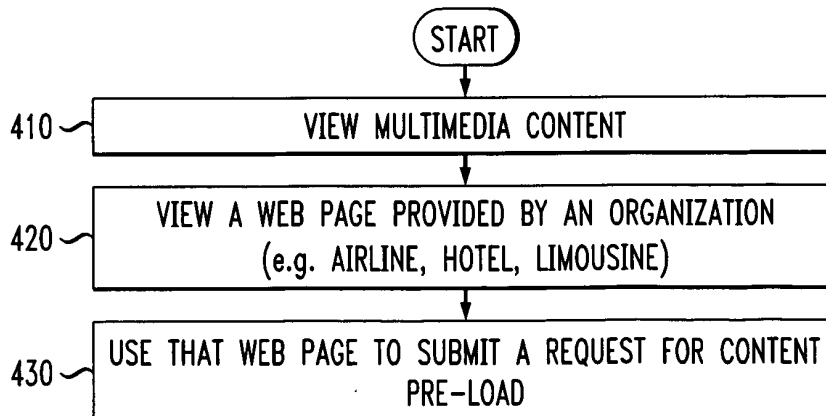 START
410
VIEW MULTIMEDIA CONTENT
420
VIEW A WEB PAGE PROVIDED BY AN ORGANIZATION
(e.g. AIRLINE, HOTEL, LIMOUSINE)
430
USE THAT WEB PAGE TO SUBMIT A REQUEST FOR CONTENT
PRE-LOAD